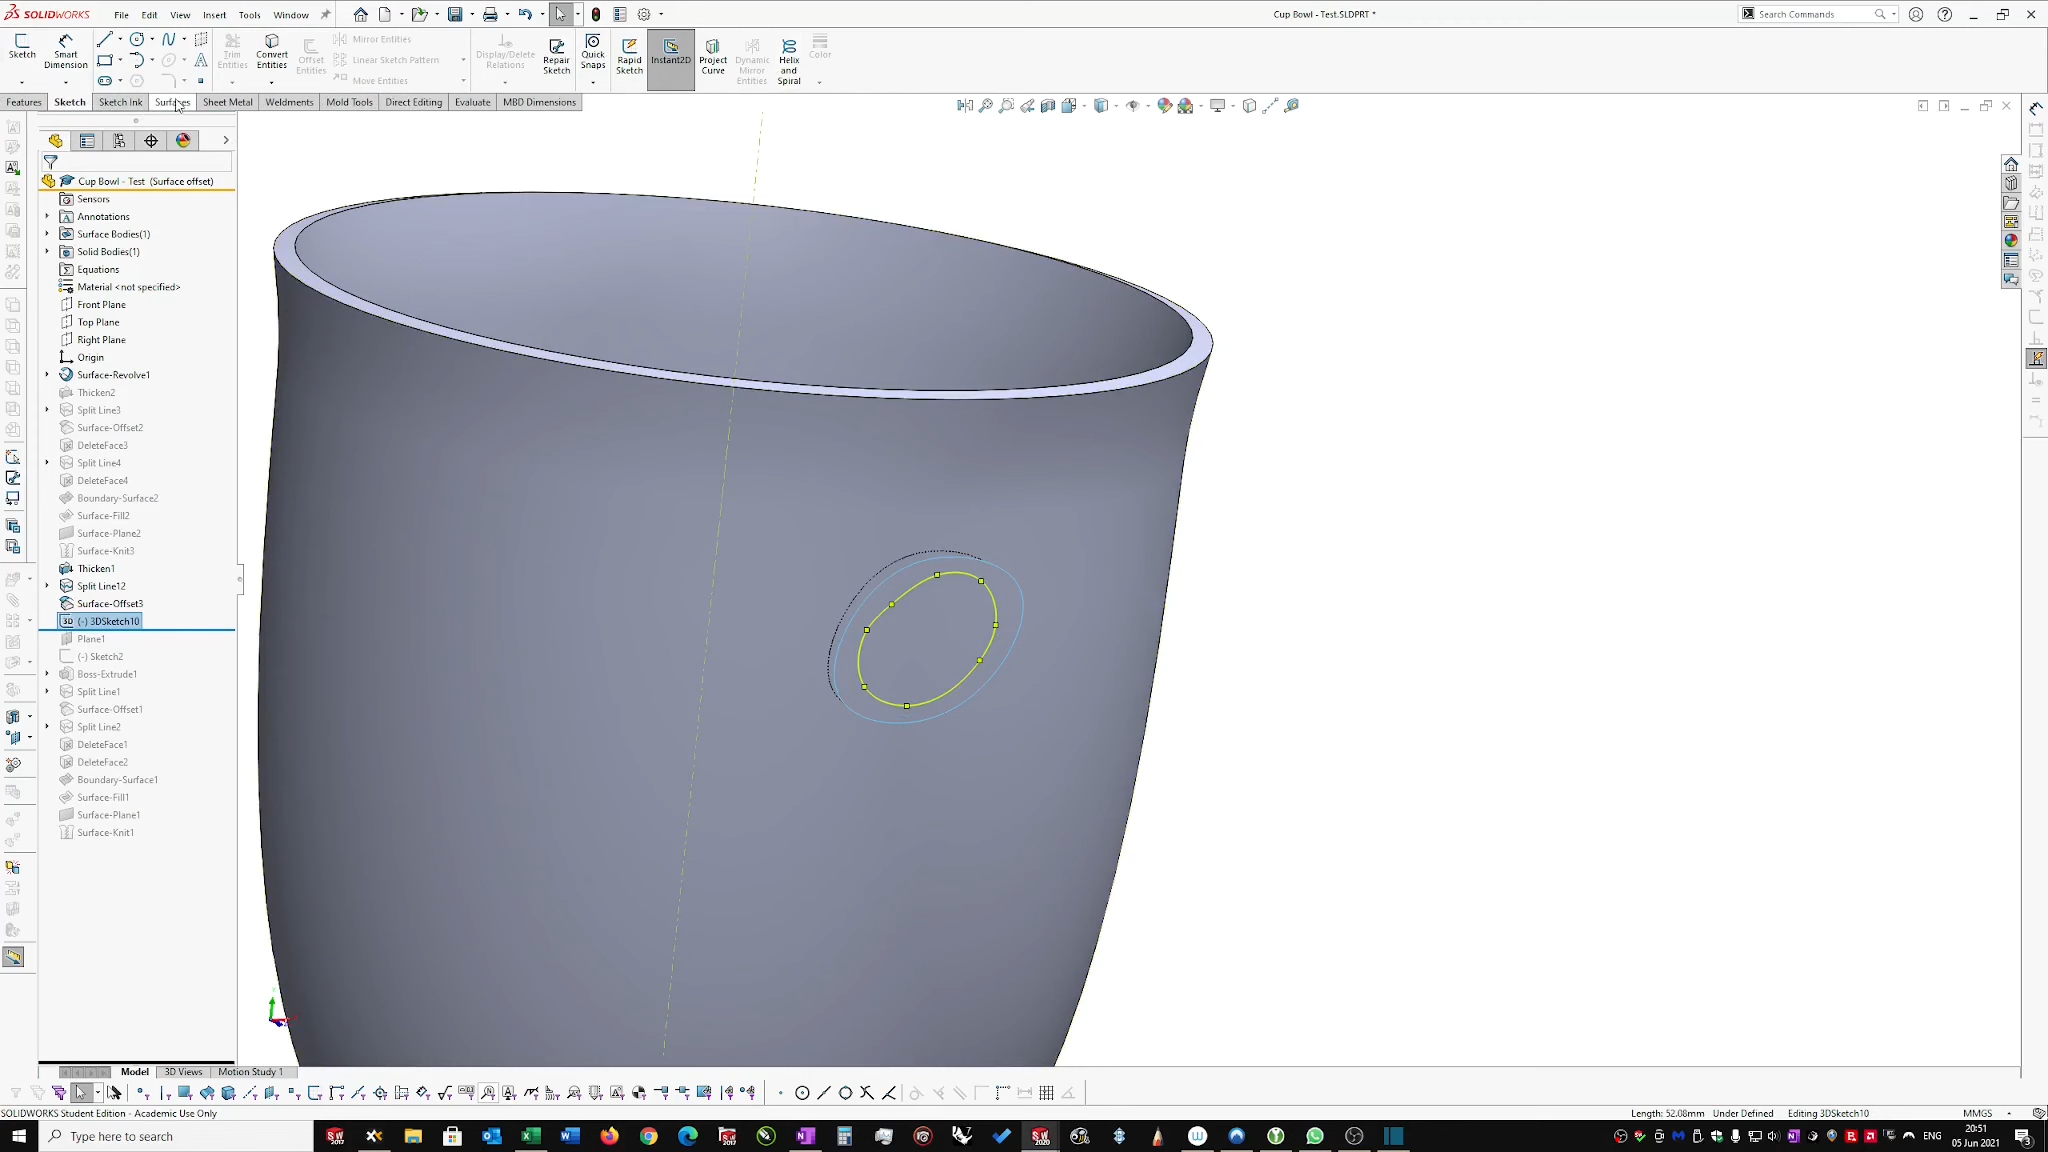 SOLIDWORKS File Edit View Insert Tools Window Cup Bowl - Test.SLDPRT * Search Commands
Sketch Smart Dimension Trim Entities Convert Entities Offset Entities Mirror Entities Linear Sketch Pattern Move Entities Display/Delete Relations Repair Sketch Quick Snaps Rapid Sketch Instant2D Project Curve Dynamic Mirror Entities Helix and Spiral Color
Features Sketch Sketch Ink Surfaces Sheet Metal Weldments Mold Tools Direct Editing Evaluate MBD Dimensions
Cup Bowl - Test (Surface offset)
Sensors
Annotations
Surface Bodies(1)
Solid Bodies(1)
Equations
Material <not specified>
Front Plane
Top Plane
Right Plane
Origin
Surface-Revolve1
Thicken2
Split Line3
Surface-Offset2
DeleteFace3
Split Line4
DeleteFace4
Boundary-Surface2
Surface-Fill2
Surface-Plane2
Surface-Knit3
Thicken1
Split Line12
Surface-Offset3
3D (-) 3DSketch10
Plane1
(-) Sketch2
Boss-Extrude1
Split Line1
Surface-Offset1
Split Line2
DeleteFace1
DeleteFace2
Boundary-Surface1
Surface-Fill1
Surface-Plane1
Surface-Knit1
Model 3D Views Motion Study 1
SOLIDWORKS Student Edition - Academic Use Only Length: 52.08mm Under Defined Editing 3DSketch10 MMGS
Type here to search ENG 20:51
05 Jun 2021